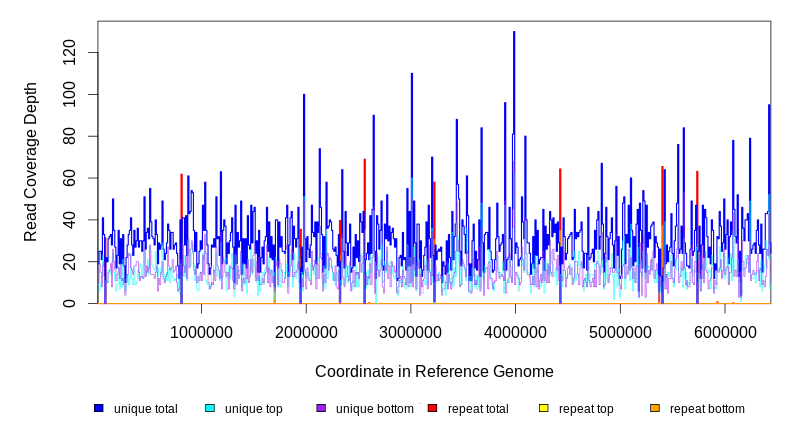 Read Coverage Depth
120
100
80
60
40
20
0
1000000 2000000 3000000 4000000 5000000 6000000
Coordinate in Reference Genome
unique total unique top unique bottom repeat total repeat top repeat bottom